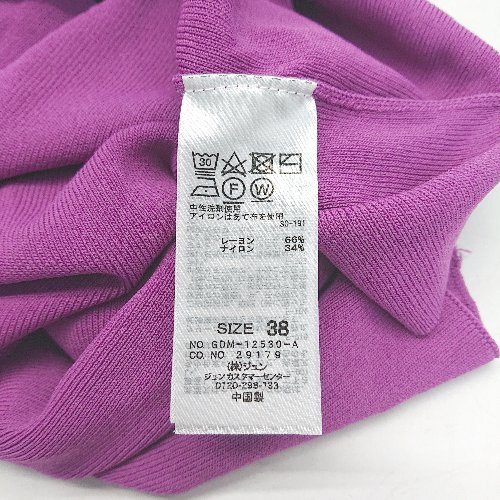 30
F W
中性洗剤使用
アイロンはあて布を使用
30-191
レーヨン 66%
ナイロン 34%
SIZE 38
NO. GDM-12530-A
CO. NO. 29179
(株)ジュン
ジュンカスタマーセンター
0120-298-133
中国製